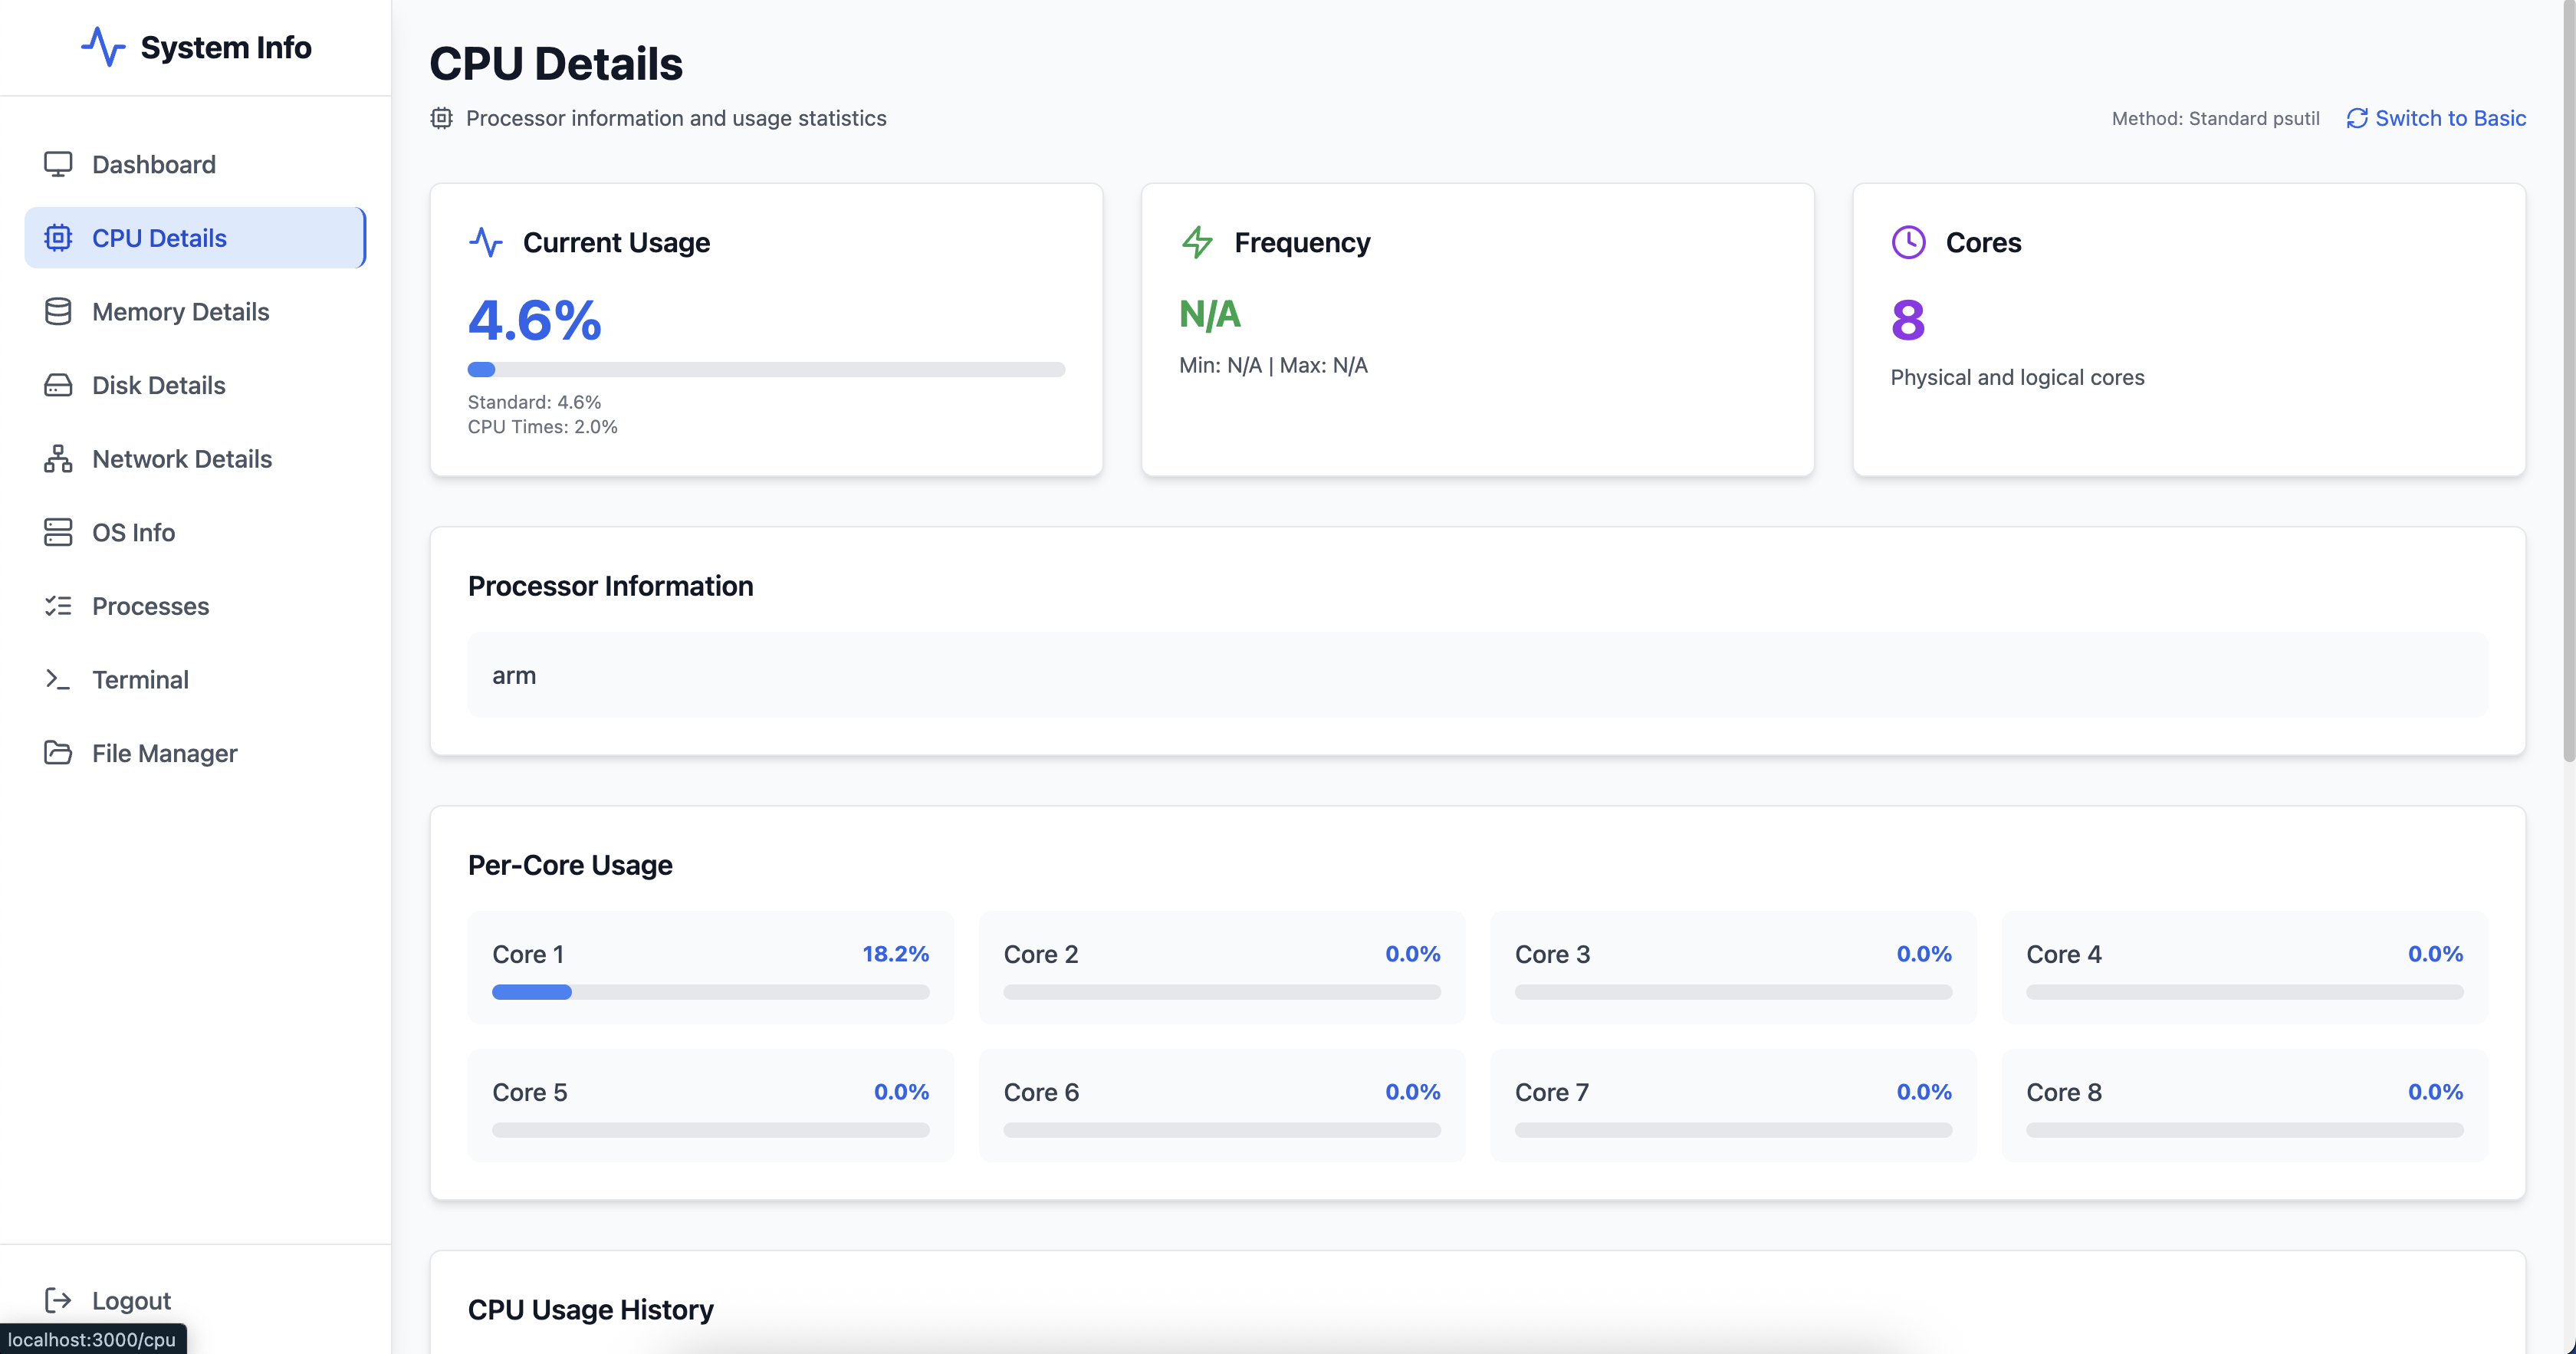 System Info
Dashboard
CPU Details
Memory Details
Disk Details
Network Details
OS Info
Processes
Terminal
File Manager
Logout
localhost:3000/cpu
CPU Details
Processor information and usage statistics
Method: Standard psutil
Switch to Basic
Current Usage
4.6%
Standard: 4.6%
CPU Times: 2.0%
Frequency
N/A
Min: N/A | Max: N/A
Cores
8
Physical and logical cores
Processor Information
arm
Per-Core Usage
Core 1 18.2%
Core 2 0.0%
Core 3 0.0%
Core 4 0.0%
Core 5 0.0%
Core 6 0.0%
Core 7 0.0%
Core 8 0.0%
CPU Usage History